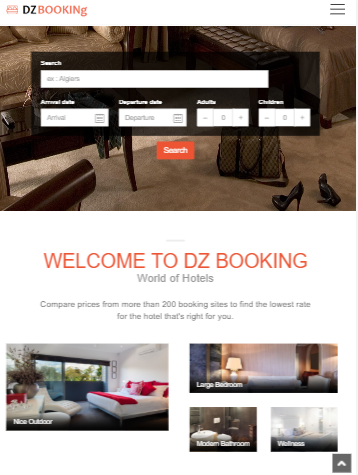 DZBOOKINg
Search
ex : Algiers
Arrival date Departure date Adults Children
Arrival Departure − 0 + − 0 +
Search
WELCOME TO DZ BOOKING
World of Hotels
Compare prices from more than 200 booking sites to find the lowest rate
for the hotel that's right for you.
Large Bedroom
Nice Outdoor
Modern Bathroom Wellness